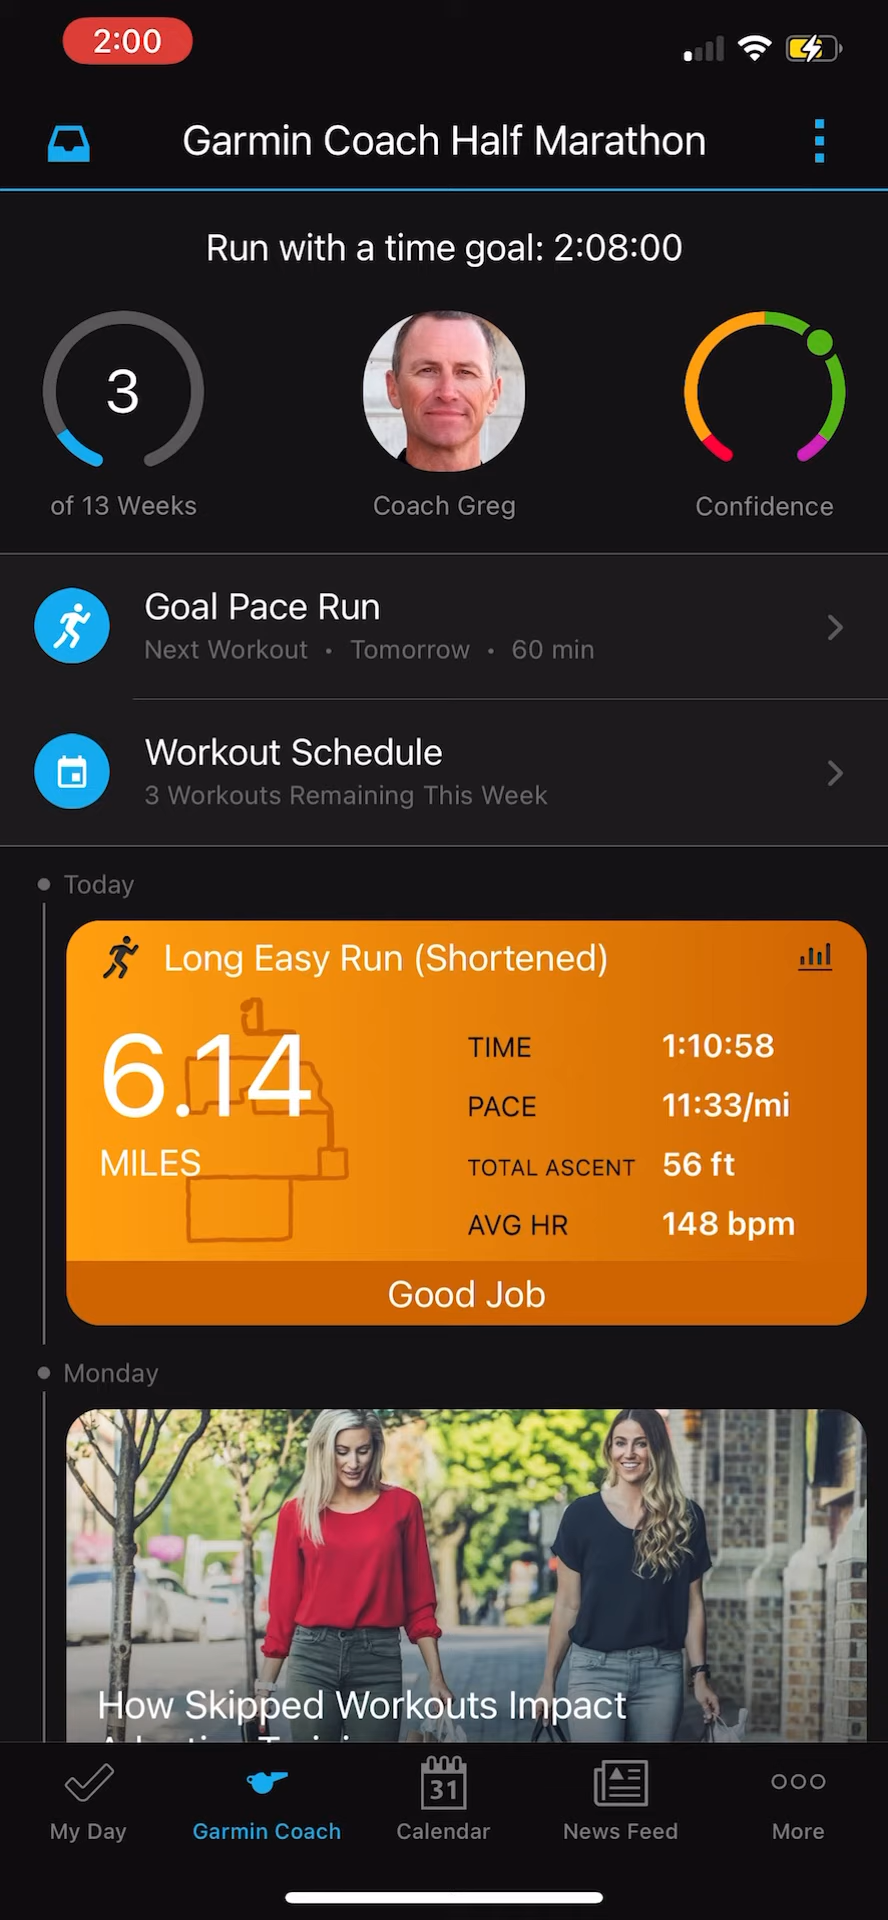 2:00
Garmin Coach Half Marathon
Run with a time goal: 2:08:00
3
of 13 Weeks
Coach Greg
Confidence
Goal Pace Run
Next Workout • Tomorrow • 60 min
Workout Schedule
3 Workouts Remaining This Week
Today
Long Easy Run (Shortened)
6.14
MILES
TIME 1:10:58
PACE 11:33/mi
TOTAL ASCENT 56 ft
AVG HR 148 bpm
Good Job
Monday
How Skipped Workouts Impact
31
My Day
Garmin Coach
Calendar
News Feed
More